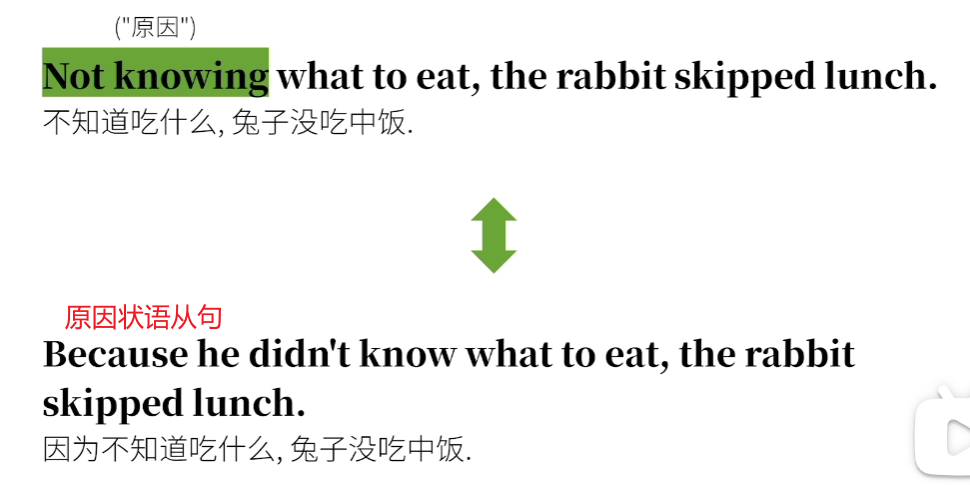 ("原因")
Not knowing what to eat, the rabbit skipped lunch.
不知道吃什么, 兔子没吃中饭.
原因状语从句
Because he didn't know what to eat, the rabbit
skipped lunch.
因为不知道吃什么, 兔子没吃中饭.